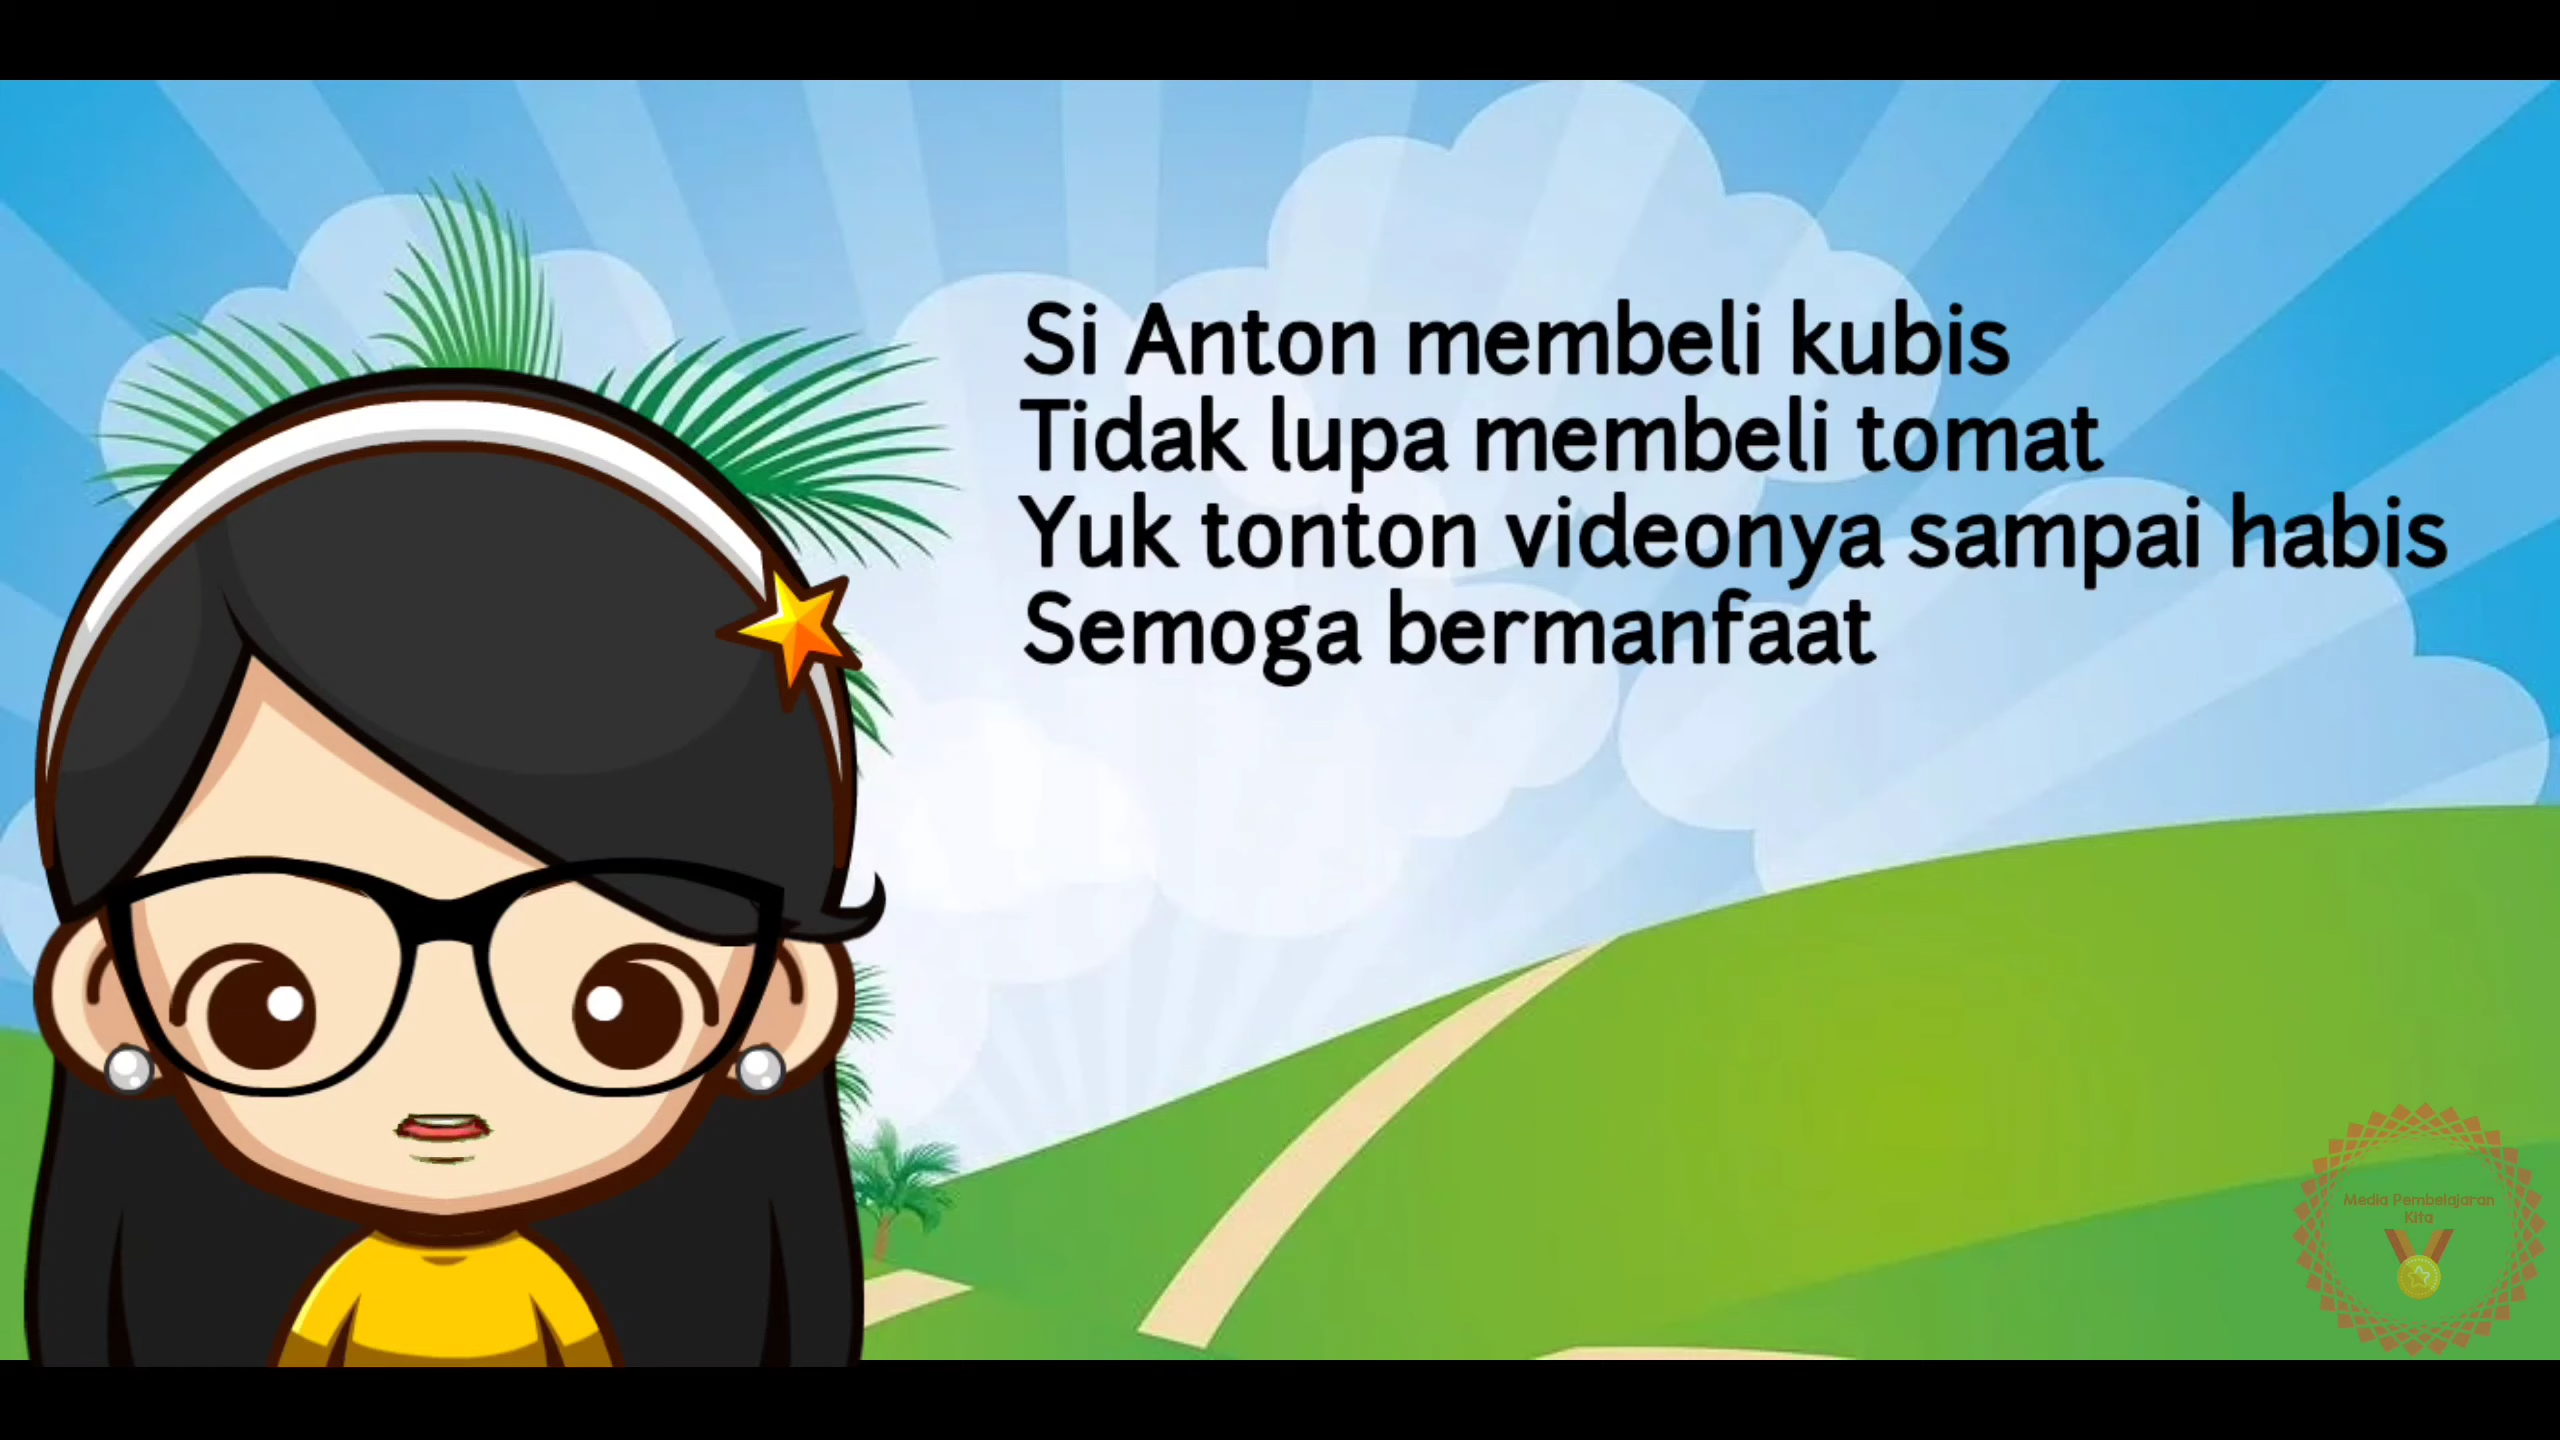 Si Anton membeli kubis
Tidak lupa membeli tomat
Yuk tonton videonya sampai habis
Semoga bermanfaat
Media Pembelajaran
Kita